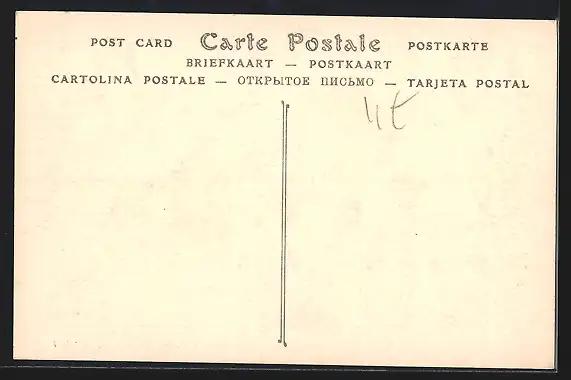 POST CARD Carte Postale POSTKARTE
BRIEFKAART — POSTKAART
CARTOLINA POSTALE — ОТКРЫТОЕ ПИСЬМО — TARJETA POSTAL